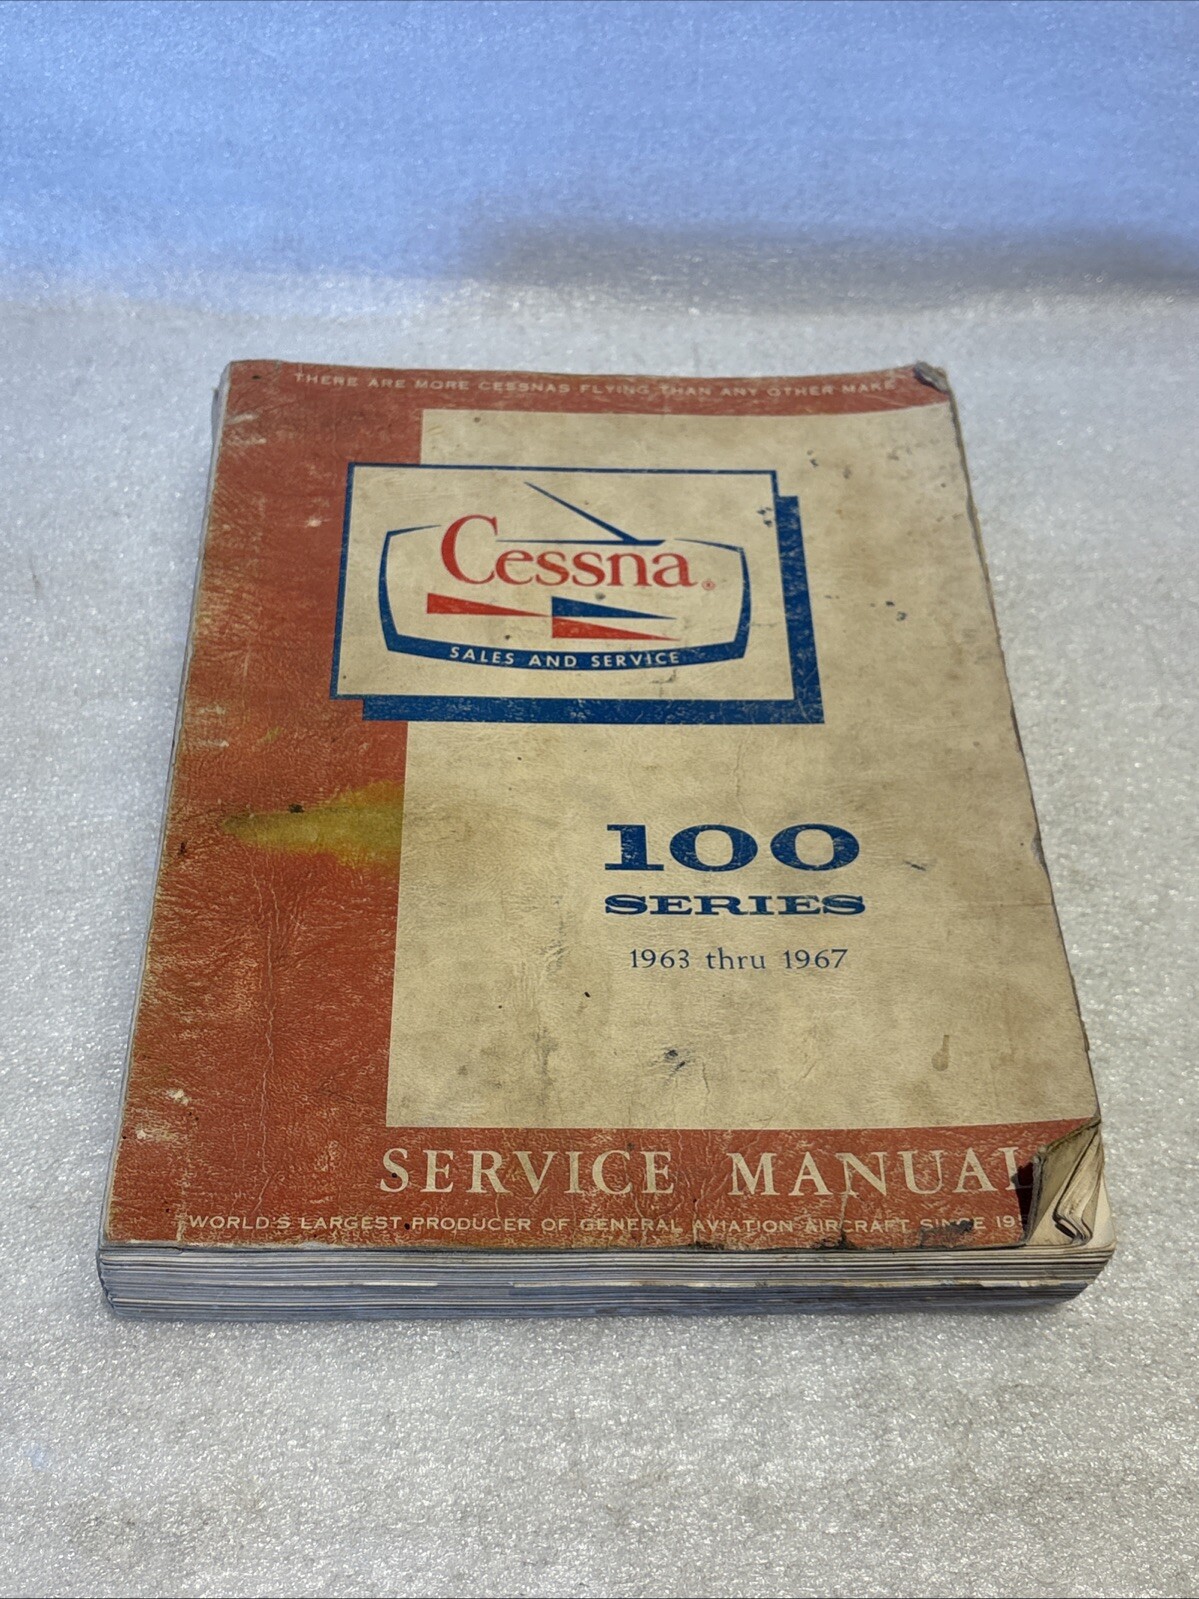 THERE ARE MORE CESSNAS FLYING THAN ANY OTHER MAKE
Cessna®
SALES AND SERVICE
100
SERIES
1963 thru 1967
SERVICE MANUAL
WORLD'S LARGEST PRODUCER OF GENERAL AVIATION AIRCRAFT SINCE